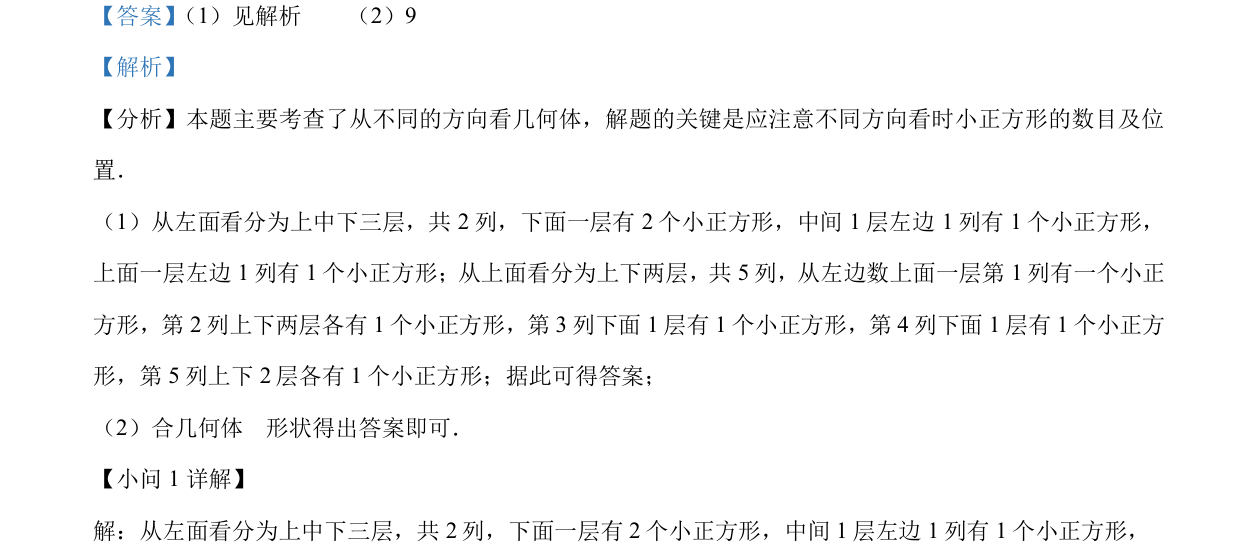 【答案】（1）见解析　　（2）9
【解析】
【分析】本题主要考查了从不同的方向看几何体，解题的关键是应注意不同方向看时小正方形的数目及位
置．
（1）从左面看分为上中下三层，共 2 列，下面一层有 2 个小正方形，中间 1 层左边 1 列有 1 个小正方形，
上面一层左边 1 列有 1 个小正方形；从上面看分为上下两层，共 5 列，从左边数上面一层第 1 列有一个小正
方形，第 2 列上下两层各有 1 个小正方形，第 3 列下面 1 层有 1 个小正方形，第 4 列下面 1 层有 1 个小正方
形，第 5 列上下 2 层各有 1 个小正方形；据此可得答案；
（2）合几何体　形状得出答案即可．
【小问 1 详解】
解：从左面看分为上中下三层，共 2 列，下面一层有 2 个小正方形，中间 1 层左边 1 列有 1 个小正方形，